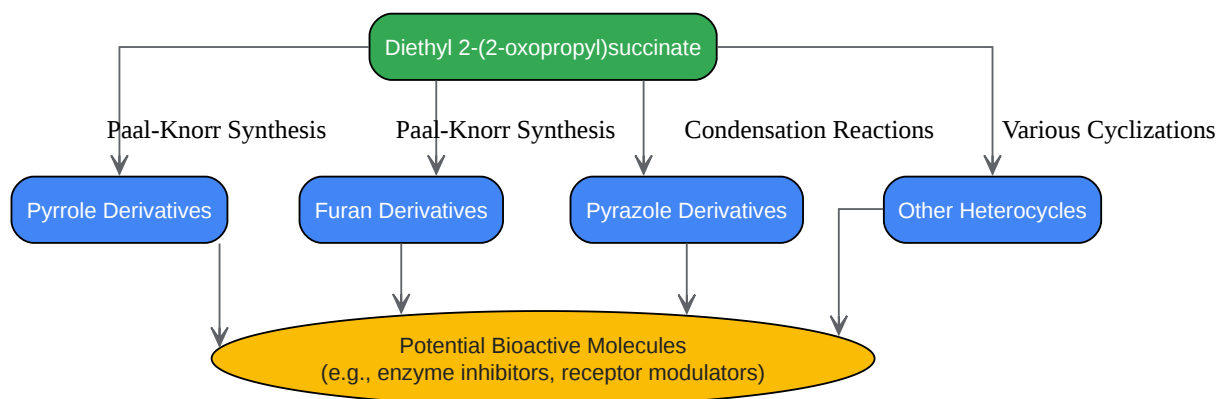 Diethyl 2-(2-oxopropyl)succinate
Paal-Knorr Synthesis
Paal-Knorr Synthesis
Condensation Reactions
Various Cyclizations
Pyrrole Derivatives
Furan Derivatives
Pyrazole Derivatives
Other Heterocycles
Potential Bioactive Molecules
(e.g., enzyme inhibitors, receptor modulators)